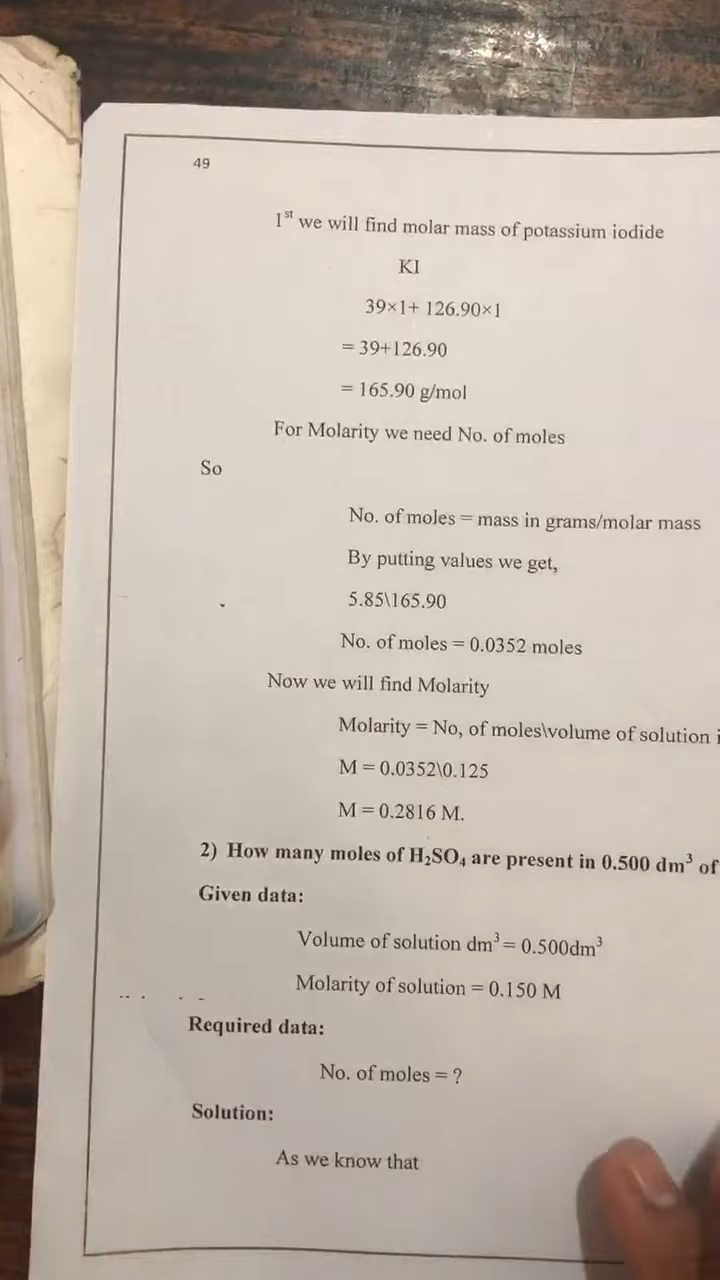 49
1st we will find molar mass of potassium iodide
KI
39×1+ 126.90×1
= 39+126.90
= 165.90 g/mol
For Molarity we need No. of moles
So
No. of moles = mass in grams/molar mass
By putting values we get,
5.85\165.90
No. of moles = 0.0352 moles
Now we will find Molarity
Molarity = No, of moles\volume of solution
M = 0.0352\0.125
M = 0.2816 M.
2) How many moles of H₂SO₄ are present in 0.500 dm³ of
Given data:
Volume of solution dm³ = 0.500dm³
Molarity of solution = 0.150 M
Required data:
No. of moles = ?
Solution:
As we know that